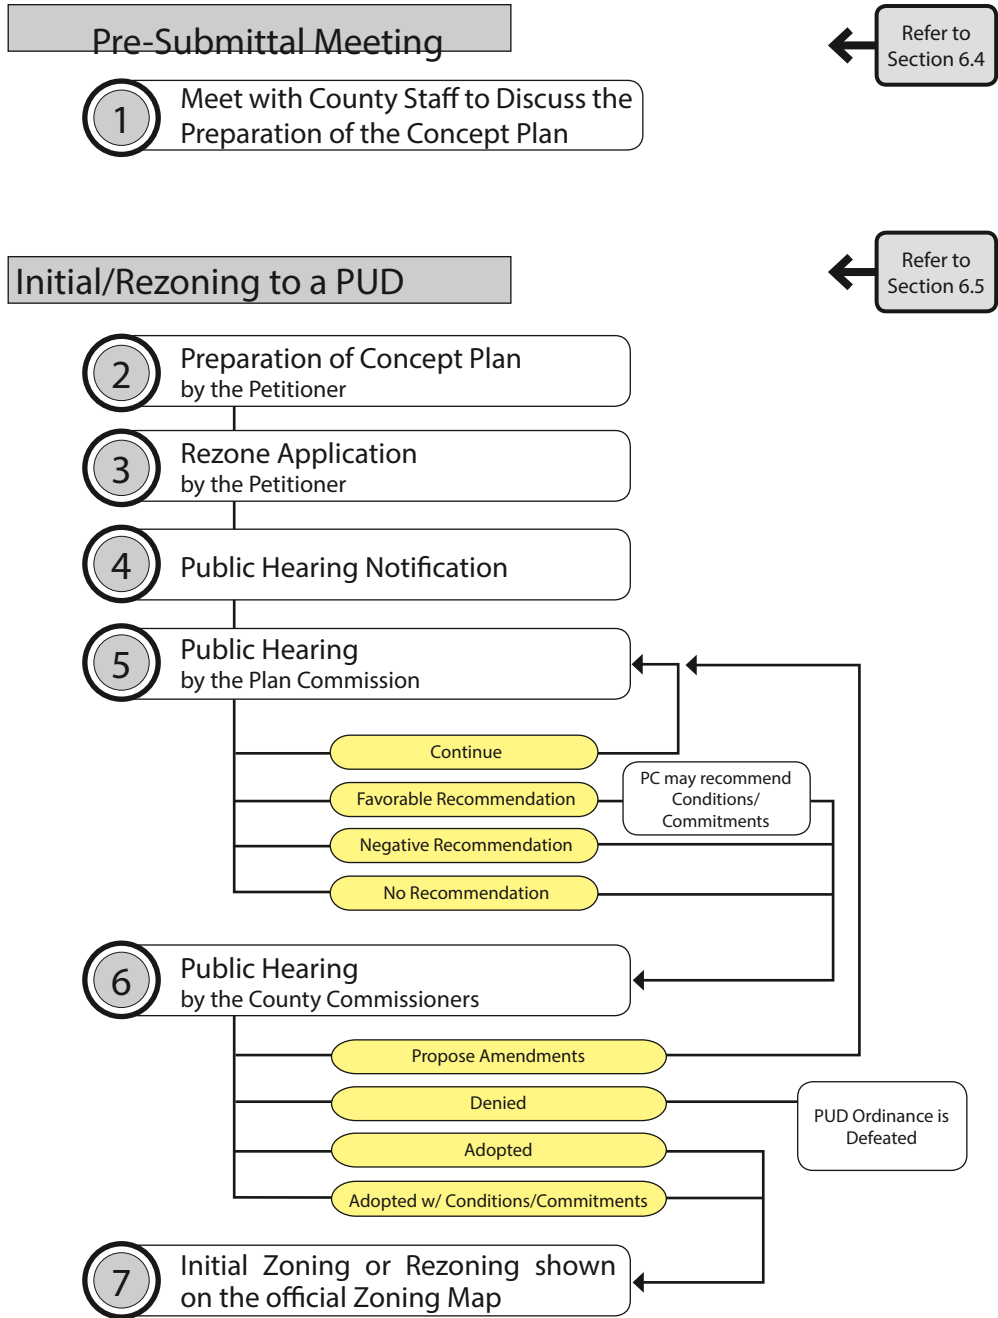 Pre-Submittal Meeting
Refer to
Section 6.4
1
Meet with County Staff to Discuss the
Preparation of the Concept Plan
Initial/Rezoning to a PUD
Refer to
Section 6.5
2
Preparation of Concept Plan
by the Petitioner
3
Rezone Application
by the Petitioner
4
Public Hearing Notification
5
Public Hearing
by the Plan Commission
Continue
Favorable Recommendation
PC may recommend
Conditions/
Commitments
Negative Recommendation
No Recommendation
6
Public Hearing
by the County Commissioners
Propose Amendments
Denied
PUD Ordinance is
Defeated
Adopted
Adopted w/ Conditions/Commitments
7
Initial Zoning or Rezoning shown
on the official Zoning Map